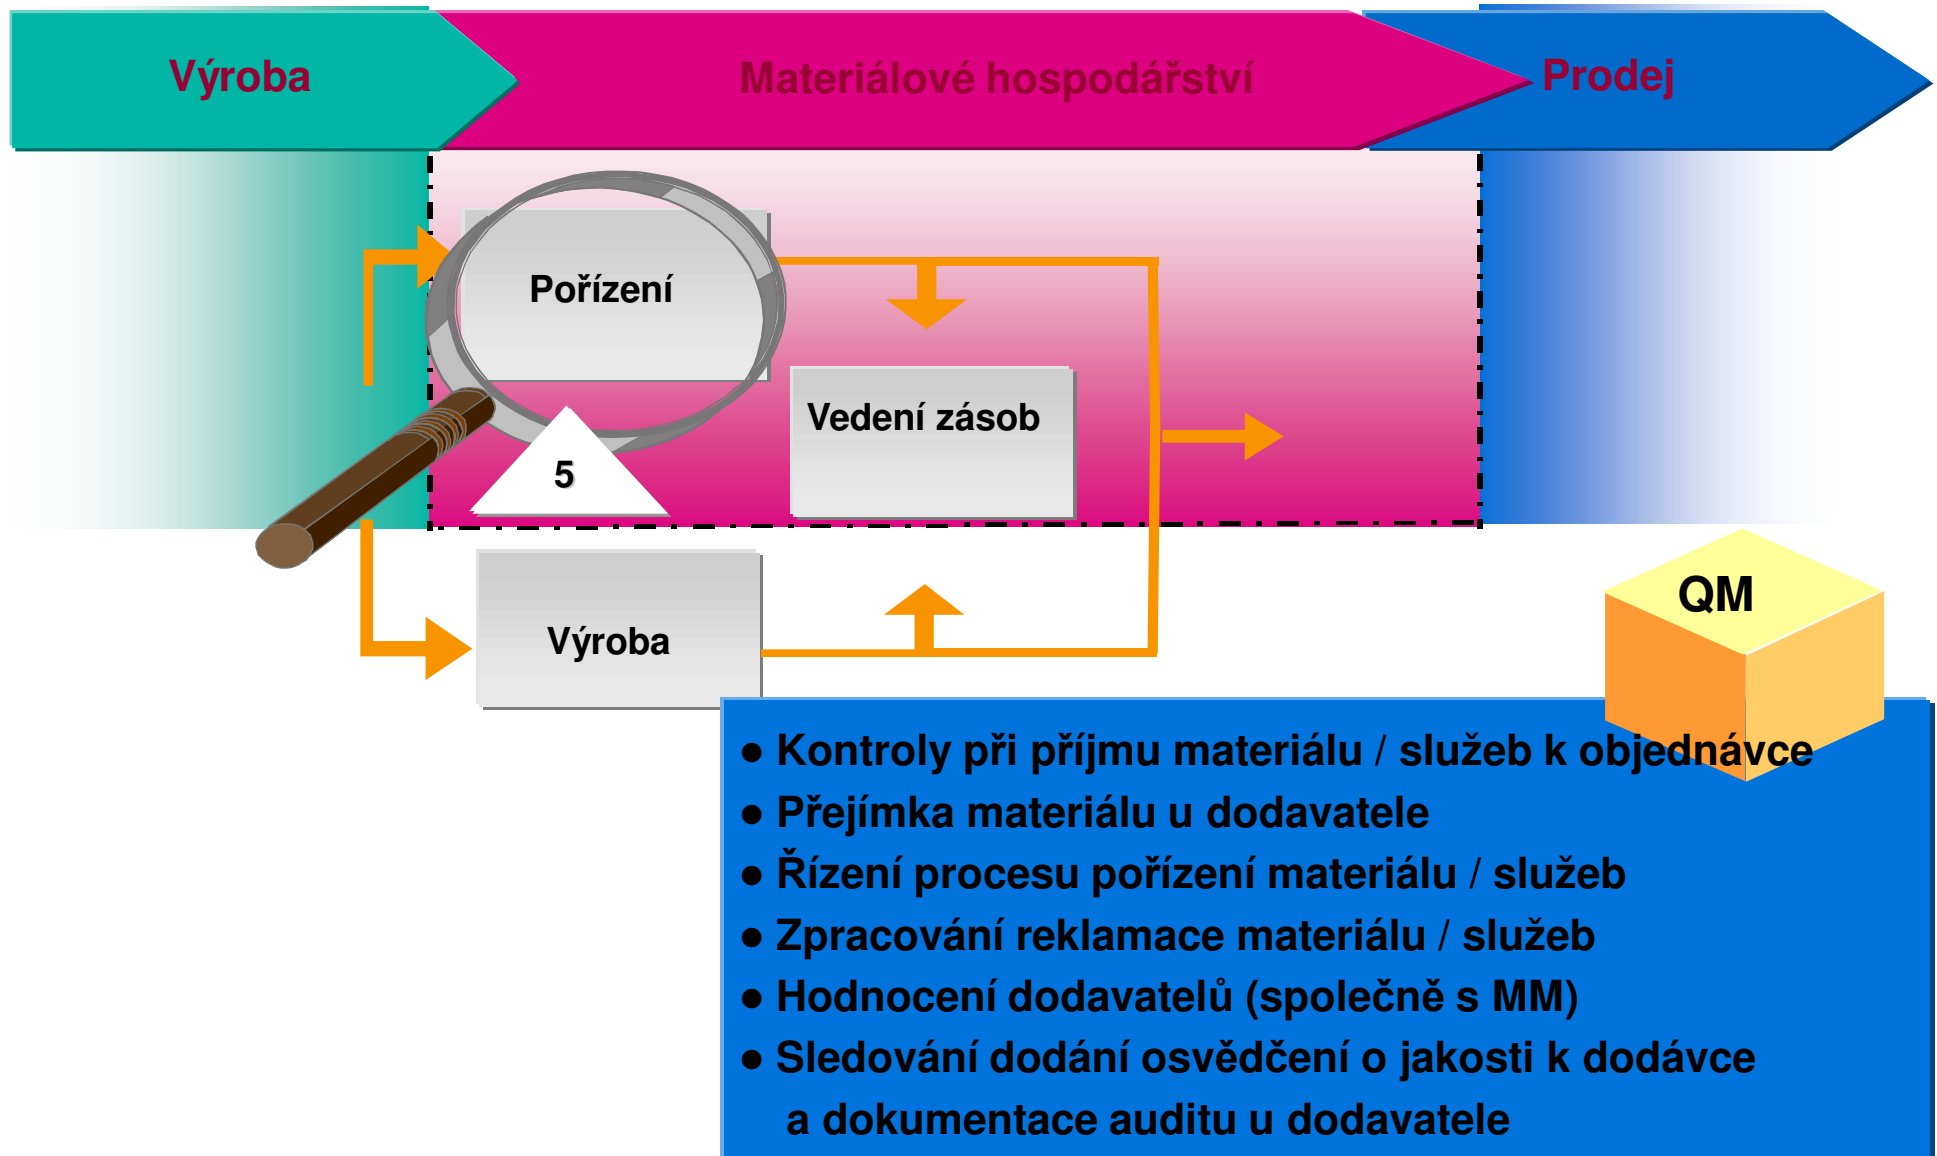 Výroba
Materiálové hospodářství
Prodej
Pořízení
Vedení zásob
5
Výroba
QM
● Kontroly při příjmu materiálu / služeb k objednávce
● Přejímka materiálu u dodavatele
● Řízení procesu pořízení materiálu / služeb
● Zpracování reklamace materiálu / služeb
● Hodnocení dodavatelů (společně s MM)
● Sledování dodání osvědčení o jakosti k dodávce
a dokumentace auditu u dodavatele